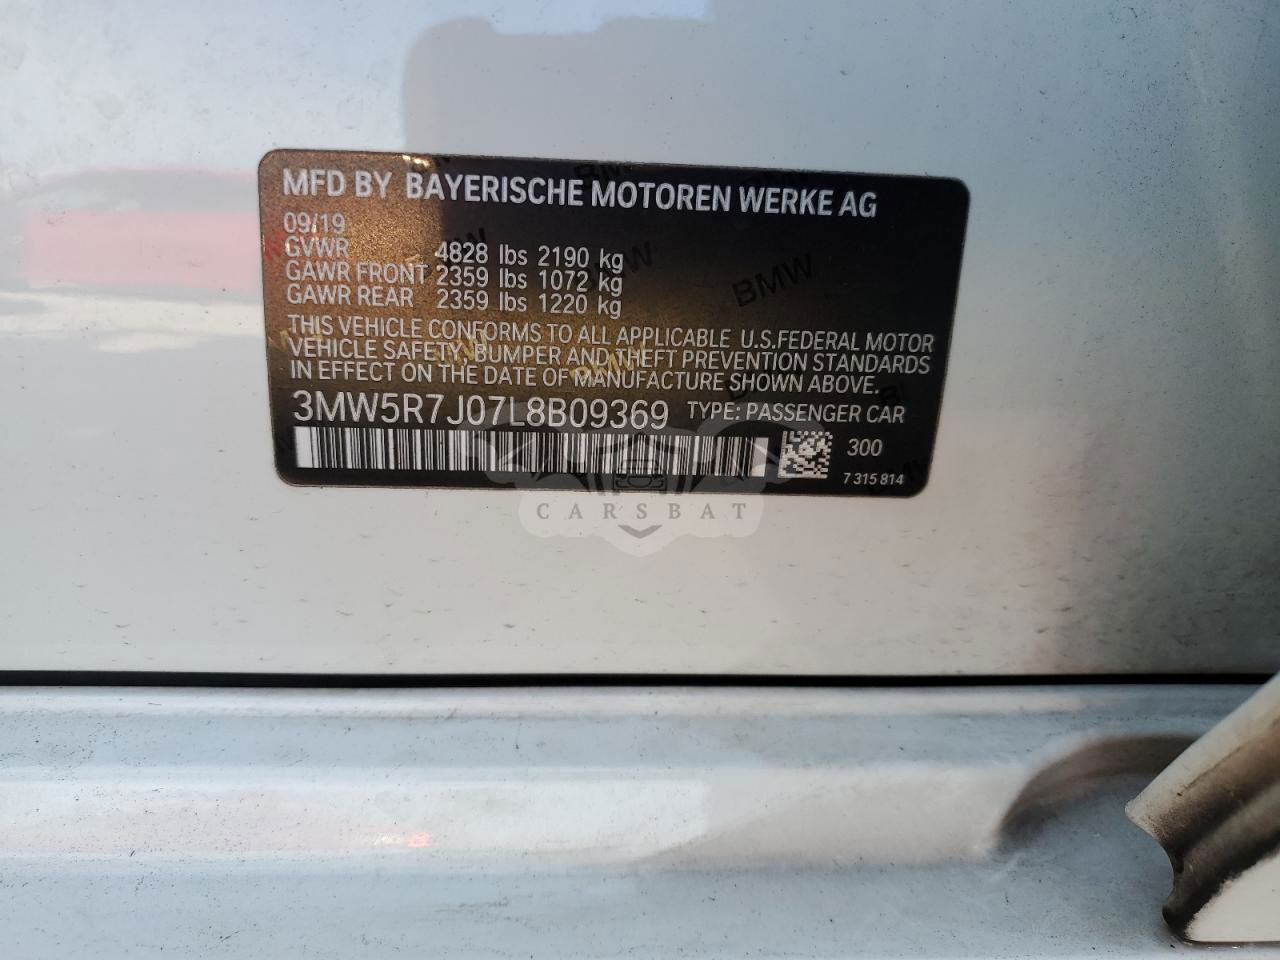 MFD BY BAYERISCHE MOTOREN WERKE AG
09/19
GVWR 4828 lbs 2190 kg
GAWR FRONT 2359 lbs 1072 kg
GAWR REAR 2359 lbs 1220 kg
THIS VEHICLE CONFORMS TO ALL APPLICABLE U.S.FEDERAL MOTOR
VEHICLE SAFETY, BUMPER AND THEFT PREVENTION STANDARDS
IN EFFECT ON THE DATE OF MANUFACTURE SHOWN ABOVE.
3MW5R7J07L8B09369 TYPE: PASSENGER CAR
300
7 315 814
BMW
BMW
CARSBAT